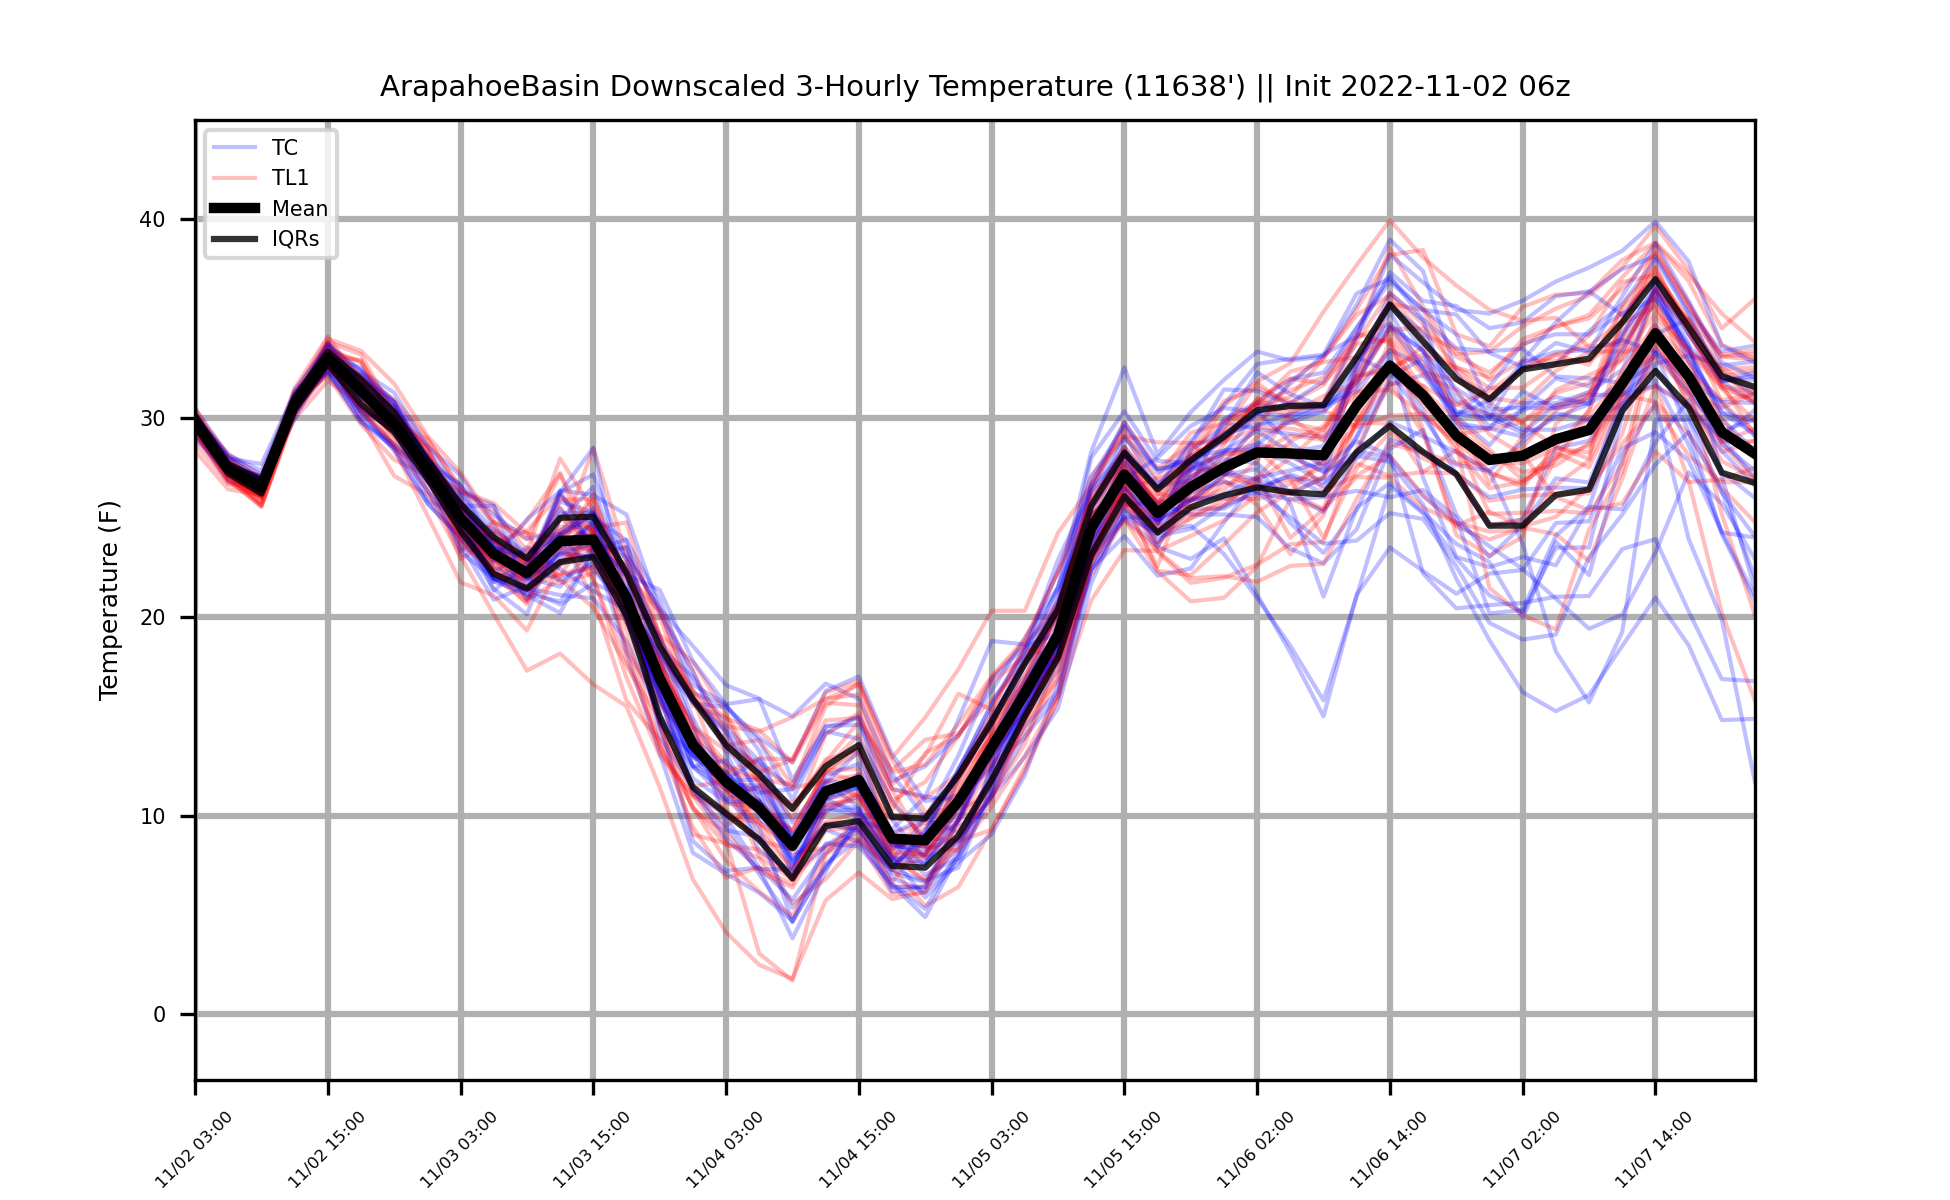 ArapahoeBasin Downscaled 3-Hourly Temperature (11638') || Init 2022-11-02 06z
TC
TL1
Mean
IQRs
Temperature (F)
40
30
20
10
0
11/02 03:00
11/02 15:00
11/03 03:00
11/03 15:00
11/04 03:00
11/04 15:00
11/05 03:00
11/05 15:00
11/06 02:00
11/06 14:00
11/07 02:00
11/07 14:00